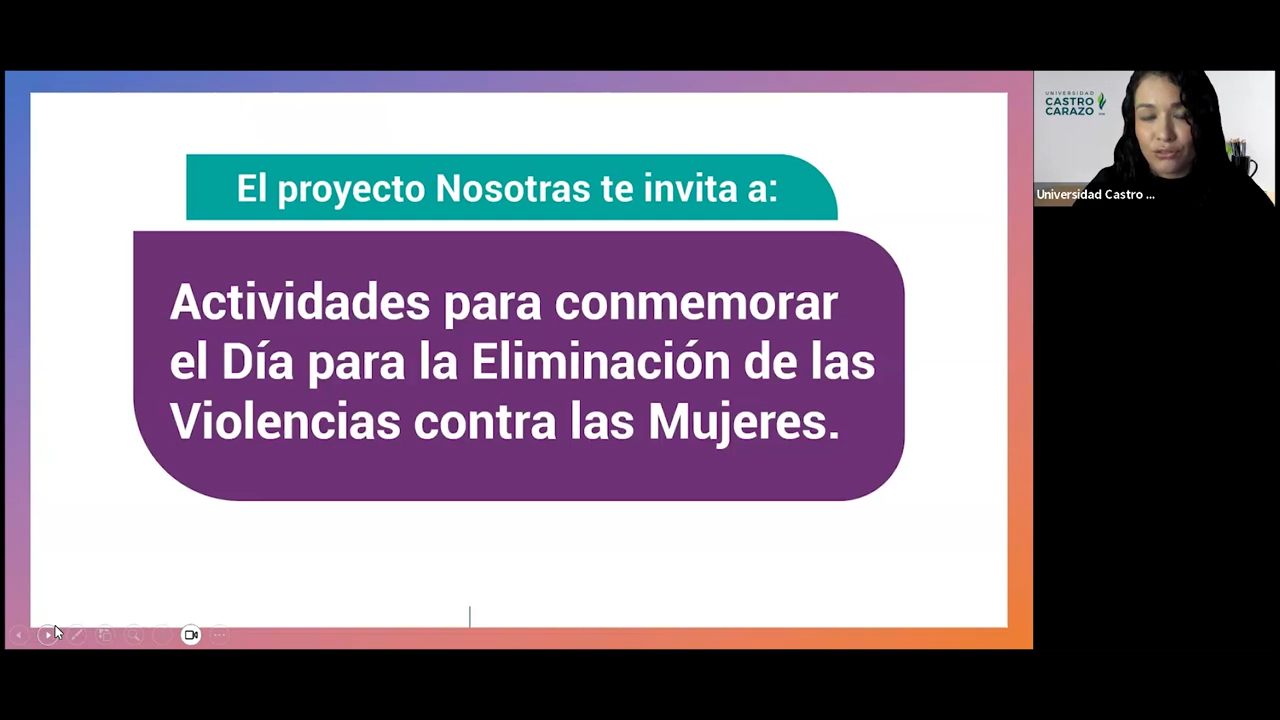 El proyecto Nosotras te invita a:
Actividades para conmemorar
el Día para la Eliminación de las
Violencias contra las Mujeres.
UNIVERSIDAD
CASTRO
CARAZO
Universidad Castro ...